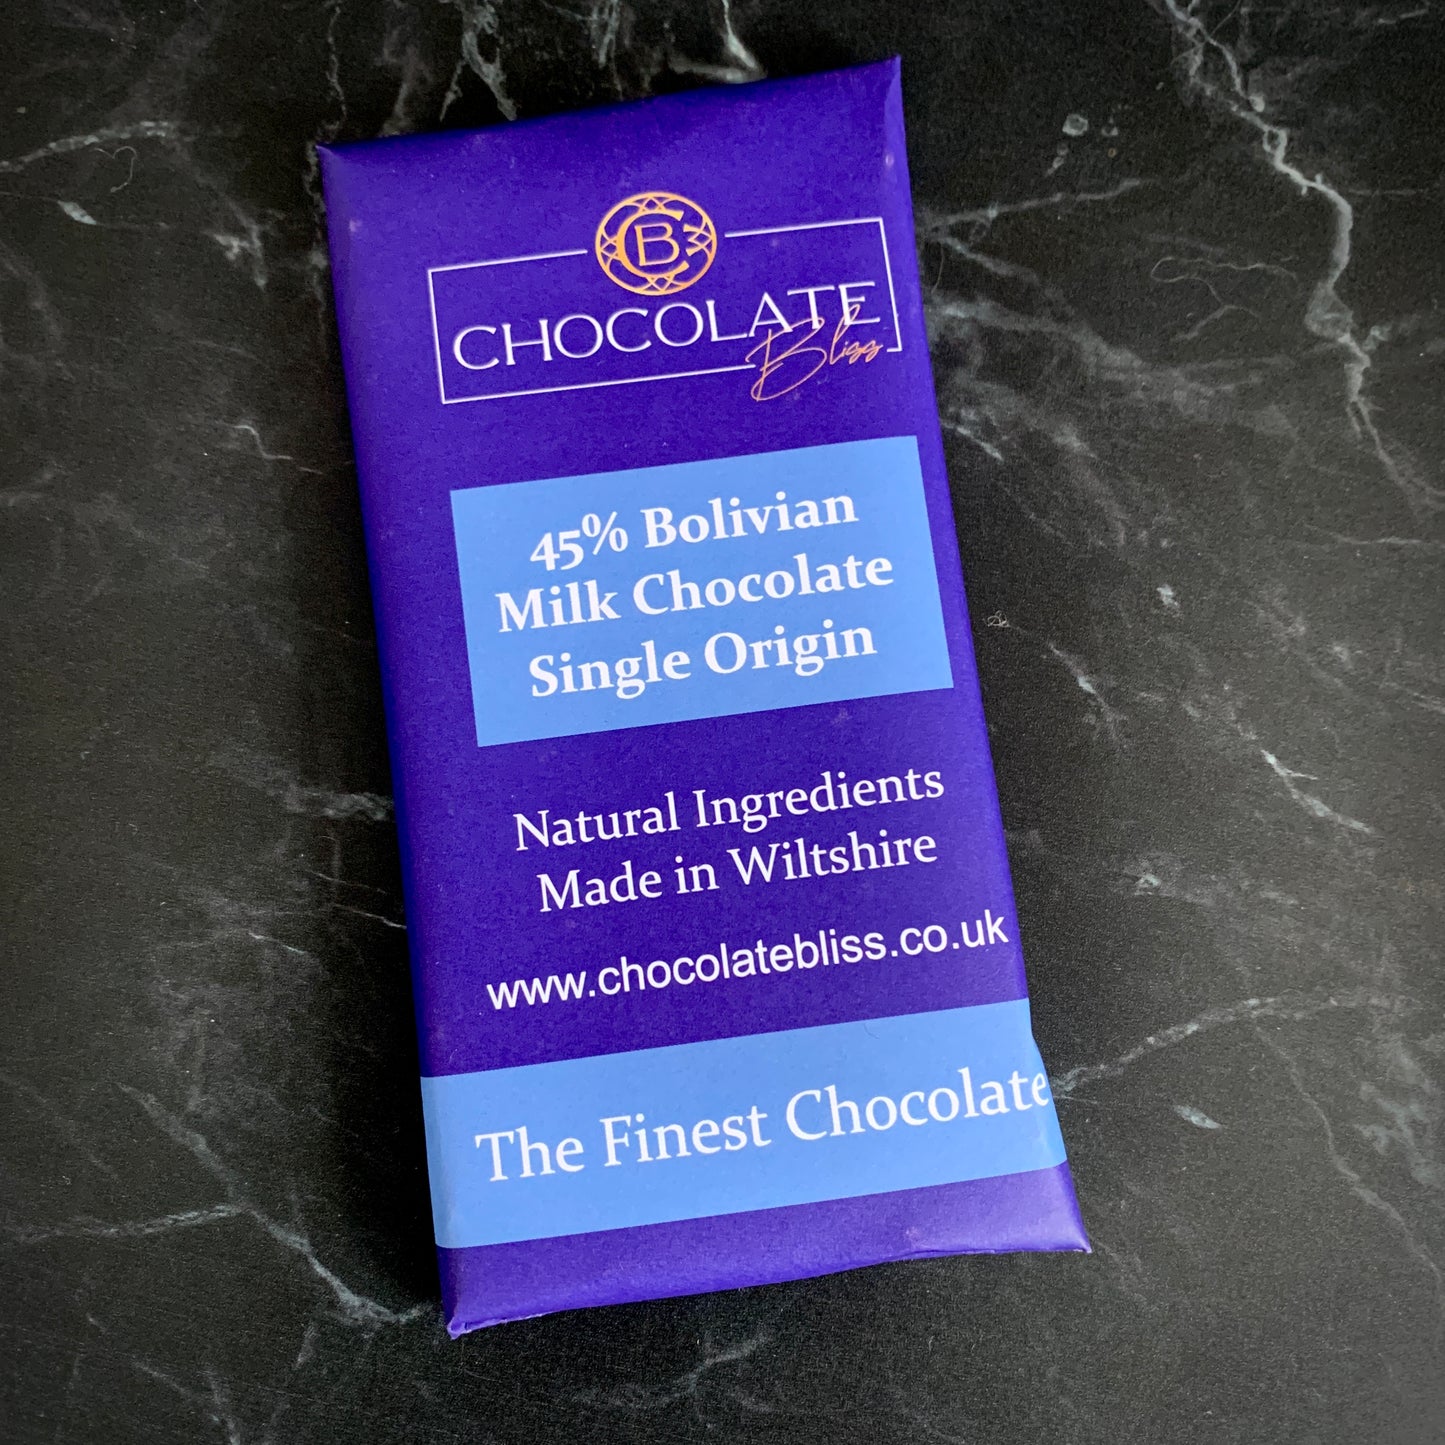 CB
CHOCOLATE
Bliss
45% Bolivian
Milk Chocolate
Single Origin
Natural Ingredients
Made in Wiltshire
www.chocolatebliss.co.uk
The Finest Chocolate